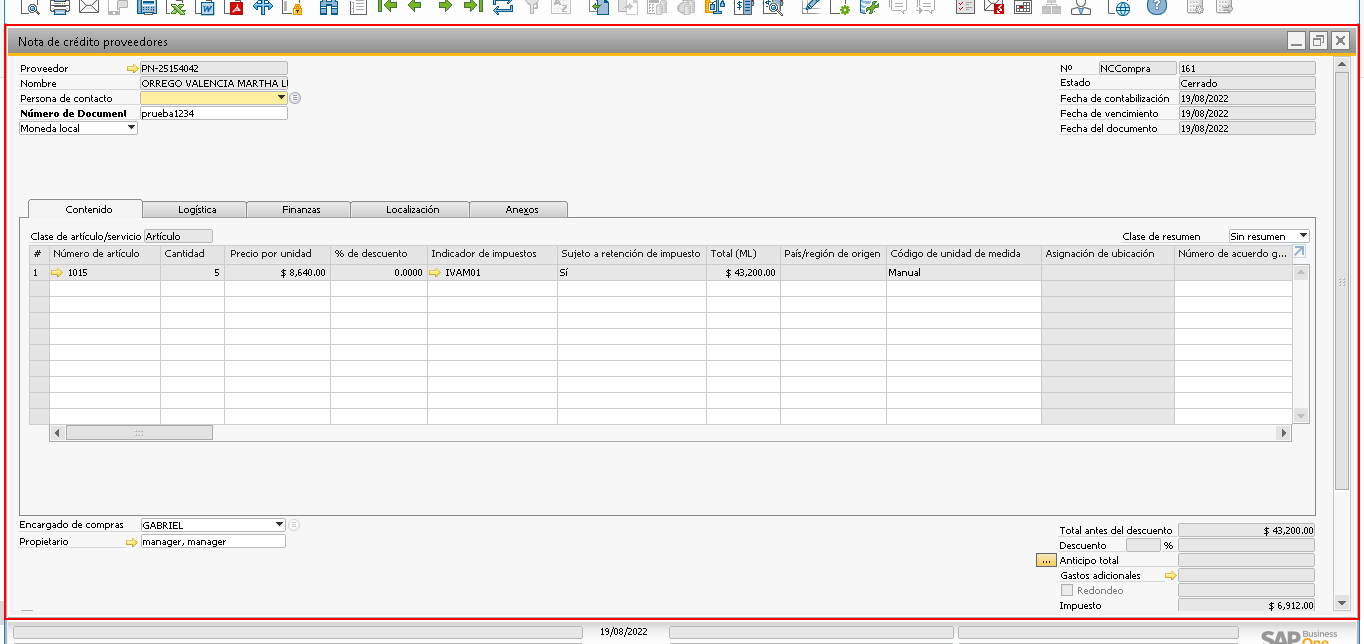 Nota de crédito proveedores
Proveedor PN-25154042
Nombre ORREGO VALENCIA MARTHA L
Persona de contacto
Número de Document prueba1234
Moneda local
Nº NCCompra 161
Estado Cerrado
Fecha de contabilización 19/08/2022
Fecha de vencimiento 19/08/2022
Fecha del documento 19/08/2022
Contenido Logística Finanzas Localización Anexos
Clase de artículo/servicio Artículo Clase de resumen Sin resumen
# Número de artículo Cantidad Precio por unidad % de descuento Indicador de impuestos Sujeto a retención de impuesto Total (ML) País/región de origen Código de unidad de medida Asignación de ubicación Número de acuerdo g...
1 1015 5 $ 8,640.00 0.0000 IVAM01 Sí $ 43,200.00 Manual
Encargado de compras GABRIEL
Propietario manager, manager
Total antes del descuento $ 43,200.00
Descuento %
... Anticipo total
Gastos adicionales
Redondeo
Impuesto $ 6,912.00
19/08/2022
SAP Business One